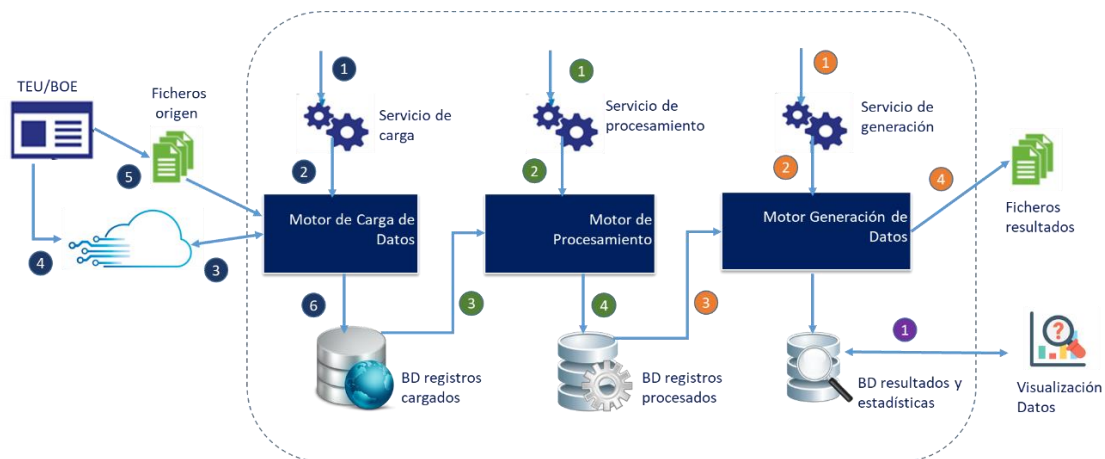 TEU/BOE
Ficheros
origen
5
4
3
1
Servicio de
carga
2
Motor de Carga de
Datos
6
BD registros
cargados
1
Servicio de
procesamiento
2
3
Motor de
Procesamiento
4
BD registros
procesados
1
Servicio de
generación
2
3
Motor Generación de
Datos
4
Ficheros
resultados
1
BD resultados y
estadísticas
?
Visualización
Datos